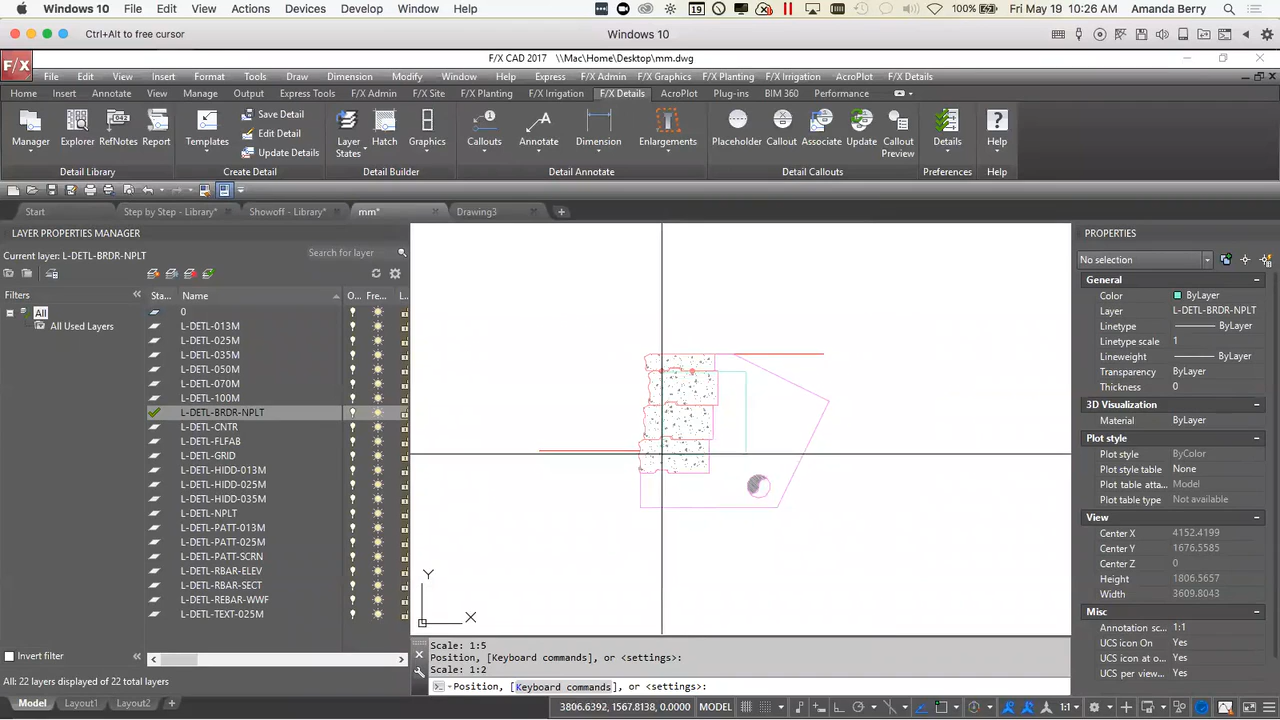 Windows 10 File Edit View Actions Devices Develop Window Help 19 100% Fri May 19 10:26 AM Amanda Berry
Ctrl+Alt to free cursor Windows 10
F/X F/X CAD 2017 \\Mac\Home\Desktop\mm.dwg
File Edit View Insert Format Tools Draw Dimension Modify Window Help Express F/X Admin F/X Graphics F/X Planting F/X Irrigation AcroPlot F/X Details
Home Insert Annotate View Manage Output Express Tools F/X Admin F/X Site F/X Planting F/X Irrigation F/X Details AcroPlot Plug-ins BIM 360 Performance
Save Detail
Edit Detail
Update Detail
Manager Explorer RefNotes Report Templates Layer States Hatch Graphics Callouts Annotate Dimension Enlargements Placeholder Callout Associate Update Callout Preview Details Help
Detail Library Create Detail Detail Builder Detail Annotate Detail Callouts Preferences Help
Start Step by Step - Library* Showoff - Library* mm* Drawing3
LAYER PROPERTIES MANAGER
Current layer: L-DETL-BRDR-NPLT Search for layer
Filters Sta... Name O... Fre... L...
All
All Used Layers
0
L-DETL-013M
L-DETL-025M
L-DETL-035M
L-DETL-050M
L-DETL-070M
L-DETL-100M
L-DETL-BRDR-NPLT
L-DETL-CNTR
L-DETL-FLFAB
L-DETL-GRID
L-DETL-HIDD-013M
L-DETL-HIDD-025M
L-DETL-HIDD-035M
L-DETL-NPLT
L-DETL-PATT-013M
L-DETL-PATT-025M
L-DETL-PATT-SCRN
L-DETL-RBAR-ELEV
L-DETL-RBAR-SECT
L-DETL-REBAR-WWF
L-DETL-TEXT-025M
Invert filter
All: 22 layers displayed of 22 total layers
Y
X
Scale: 1:5
Position, [Keyboard commands], or <settings>:
Scale: 1:2
Position, [Keyboard commands], or <settings>:
PROPERTIES
No selection
General
Color ByLayer
Layer L-DETL-BRDR-NPLT
Linetype ByLayer
Linetype scale 1
Lineweight ByLayer
Transparency ByLayer
Thickness 0
3D Visualization
Material ByLayer
Plot style
Plot style ByColor
Plot style table None
Plot table atta... Model
Plot table type Not available
View
Center X 4152.4199
Center Y 1676.5585
Center Z 0
Height 1806.5657
Width 3609.8043
Misc
Annotation sc... 1:1
UCS icon On Yes
UCS icon at o... Yes
UCS per view... Yes
Model Layout1 Layout2 3806.6392, 1567.8138, 0.0000 MODEL 1:1